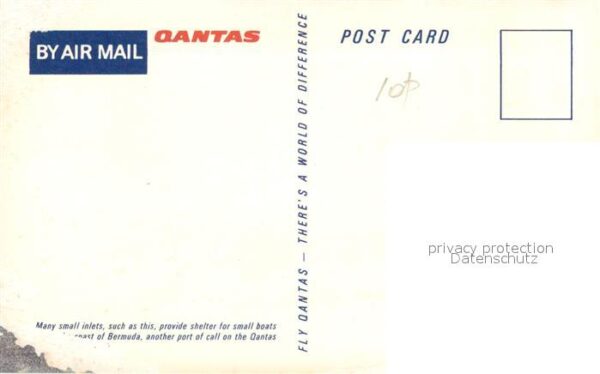 BY AIR MAIL
QANTAS
Many small inlets, such as this, provide shelter for small boats
coast of Bermuda, another port of call on the Qantas
FLY QANTAS — THERE'S A WORLD OF DIFFERENCE
POST CARD
10¢
privacy protection
Datenschutz